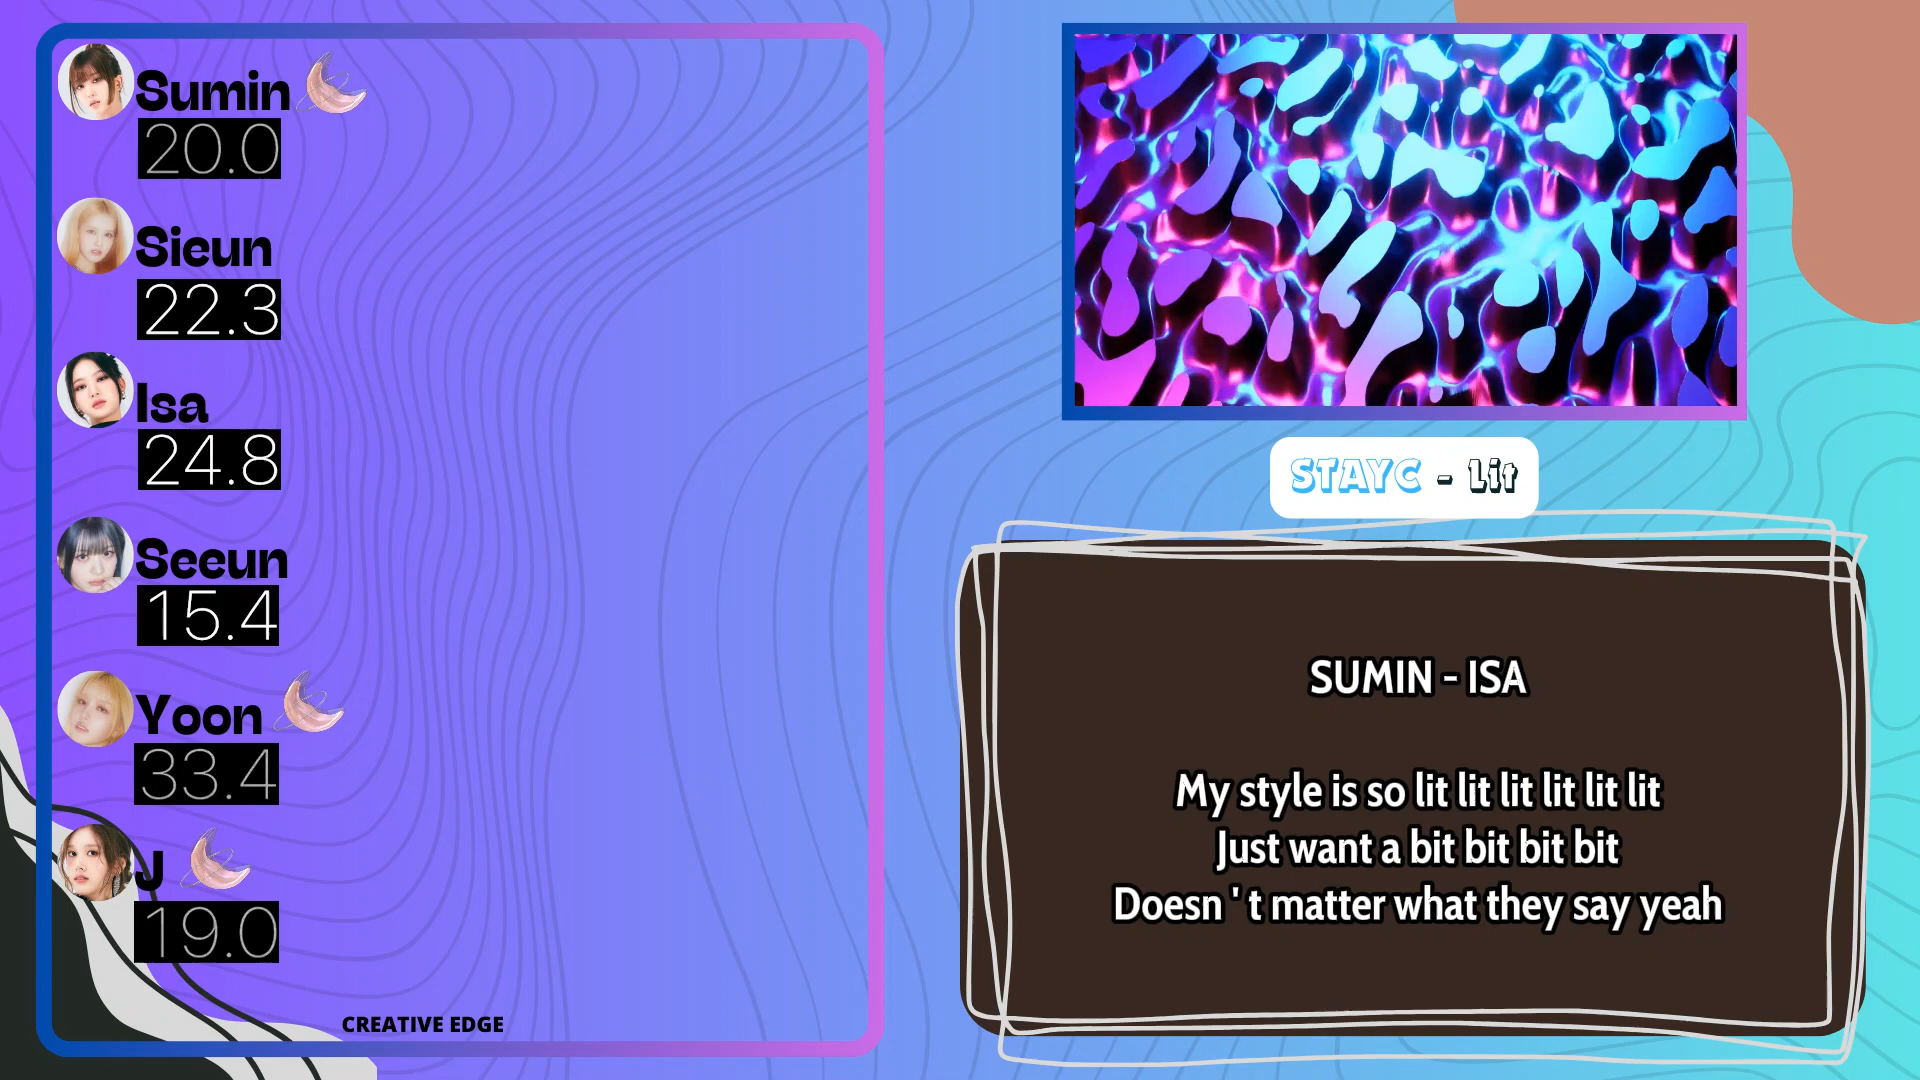 Sumin
20.0
Sieun
22.3
Isa
24.8
Seeun
15.4
Yoon
33.4
J
19.0
CREATIVE EDGE
STAYC - Lit
SUMIN - ISA
My style is so lit lit lit lit lit lit
Just want a bit bit bit bit
Doesn ' t matter what they say yeah